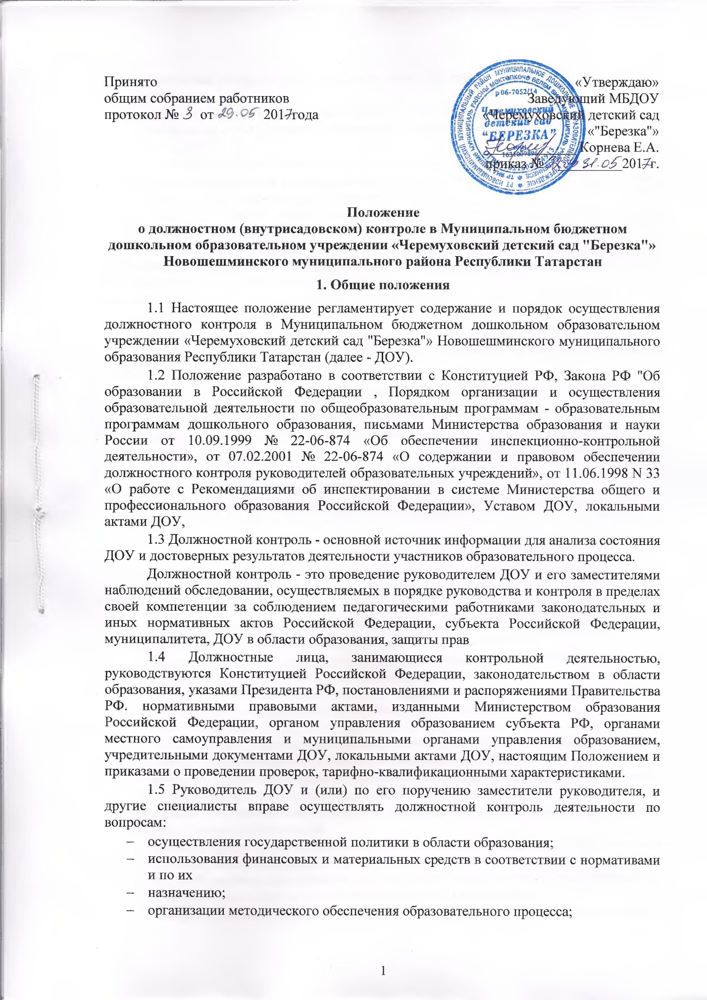 Принято
общим собранием работников
протокол № 3 от 29.05 2017года
«Утверждаю»
Заведующий МБДОУ
«Черемуховский детский сад
«"Березка"»
Корнева Е.А.
приказ № 31.05 2017г.
р06-7052/14
Черемуховский
детский сад
“БЕРЕЗКА”
ИНН
Положение
о должностном (внутрисадовском) контроле в Муниципальном бюджетном
дошкольном образовательном учреждении «Черемуховский детский сад "Березка"»
Новошешминского муниципального района Республики Татарстан
1. Общие положения
1.1 Настоящее положение регламентирует содержание и порядок осуществления
должностного контроля в Муниципальном бюджетном дошкольном образовательном
учреждении «Черемуховский детский сад "Березка"» Новошешминского муниципального
образования Республики Татарстан (далее - ДОУ).
1.2 Положение разработано в соответствии с Конституцией РФ, Закона РФ "Об
образовании в Российской Федерации , Порядком организации и осуществления
образовательной деятельности по общеобразовательным программам - образовательным
программам дошкольного образования, письмами Министерства образования и науки
России от 10.09.1999 № 22-06-874 «Об обеспечении инспекционно-контрольной
деятельности», от 07.02.2001 № 22-06-874 «О содержании и правовом обеспечении
должностного контроля руководителей образовательных учреждений», от 11.06.1998 N 33
«О работе с Рекомендациями об инспектировании в системе Министерства общего и
профессионального образования Российской Федерации», Уставом ДОУ, локальными
актами ДОУ,
1.3 Должностной контроль - основной источник информации для анализа состояния
ДОУ и достоверных результатов деятельности участников образовательного процесса.
Должностной контроль - это проведение руководителем ДОУ и его заместителями
наблюдений обследовании, осуществляемых в порядке руководства и контроля в пределах
своей компетенции за соблюдением педагогическими работниками законодательных и
иных нормативных актов Российской Федерации, субъекта Российской Федерации,
муниципалитета, ДОУ в области образования, защиты прав
1.4 Должностные лица, занимающиеся контрольной деятельностью,
руководствуются Конституцией Российской Федерации, законодательством в области
образования, указами Президента РФ, постановлениями и распоряжениями Правительства
РФ. нормативными правовыми актами, изданными Министерством образования
Российской Федерации, органом управления образованием субъекта РФ, органами
местного самоуправления и муниципальными органами управления образованием,
учредительными документами ДОУ, локальными актами ДОУ, настоящим Положением и
приказами о проведении проверок, тарифно-квалификационными характеристиками.
1.5 Руководитель ДОУ и (или) по его поручению заместители руководителя, и
другие специалисты вправе осуществлять должностной контроль деятельности по
вопросам:
– осуществления государственной политики в области образования;
– использования финансовых и материальных средств в соответствии с нормативами
и по их
– назначению;
– организации методического обеспечения образовательного процесса;
1